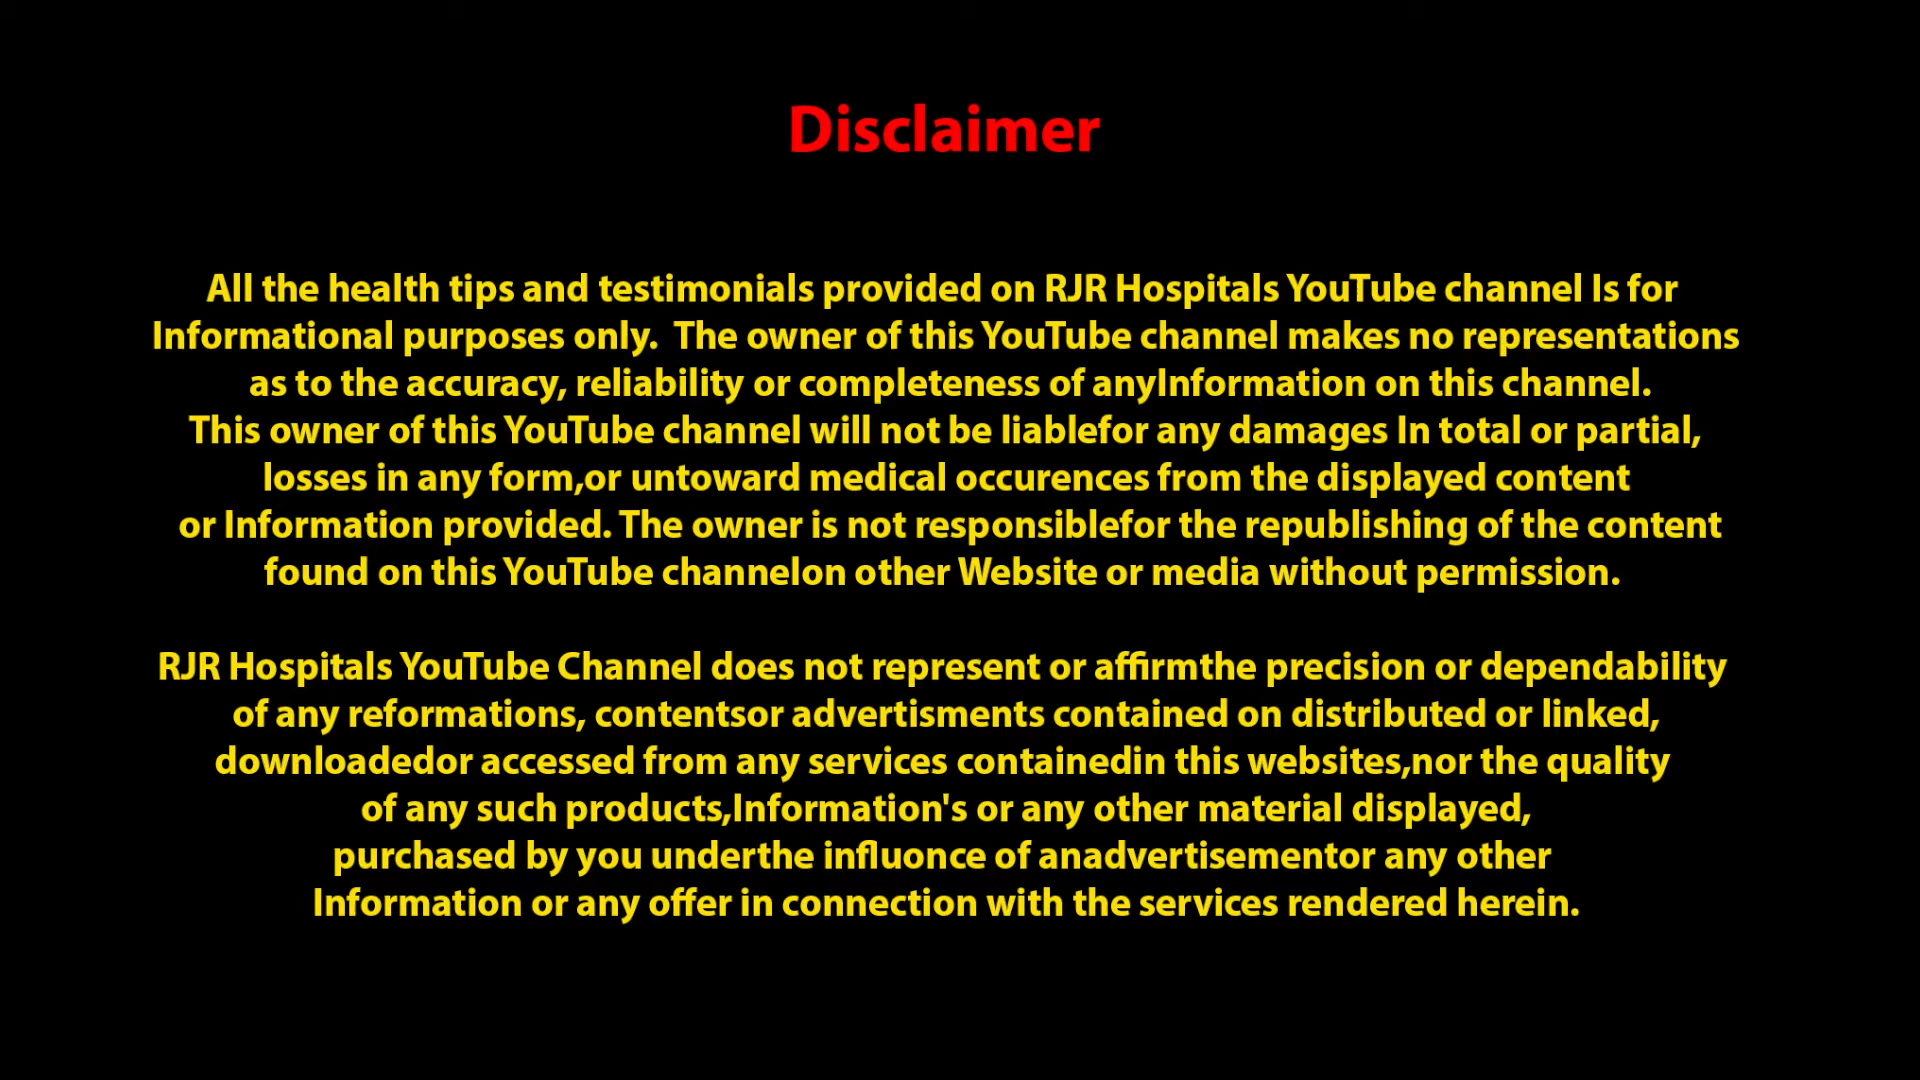 Disclaimer
All the health tips and testimonials provided on RJR Hospitals YouTube channel Is for
Informational purposes only.  The owner of this YouTube channel makes no representations
as to the accuracy, reliability or completeness of anyInformation on this channel.
This owner of this YouTube channel will not be liablefor any damages In total or partial,
losses in any form,or untoward medical occurences from the displayed content
or Information provided. The owner is not responsiblefor the republishing of the content
found on this YouTube channelon other Website or media without permission.
RJR Hospitals YouTube Channel does not represent or affirmthe precision or dependability
of any reformations, contentsor advertisments contained on distributed or linked,
downloadedor accessed from any services containedin this websites,nor the quality
of any such products,Information's or any other material displayed,
purchased by you underthe influonce of anadvertisementor any other
Information or any offer in connection with the services rendered herein.